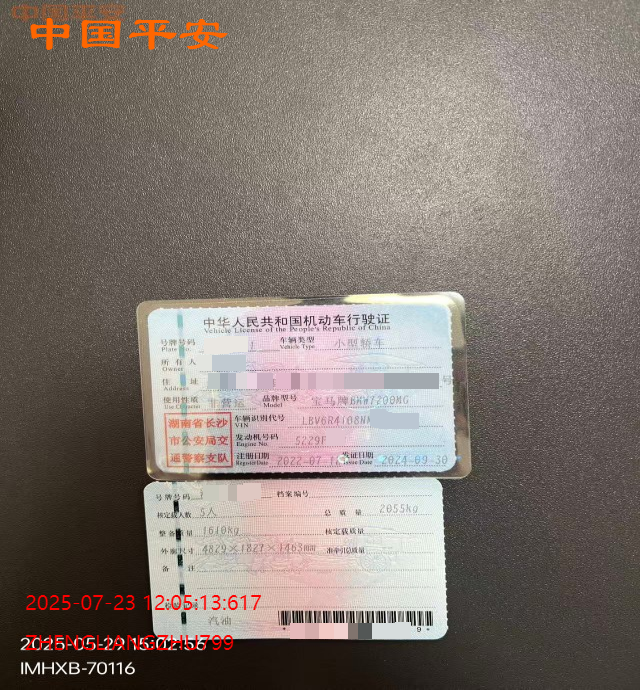 中国平安
中华人民共和国机动车行驶证
Vehicle License of the People's Republic of China
号牌号码
Plate No.
车辆类型
Vehicle Type
小型轿车
所有人
Owner
住址
Address
号
使用性质
Use Character
非营运
品牌型号
Model
宝马牌BMW7200MG
湖南省长沙
市公安局交
通警察支队
车辆识别代号
VIN
LBV6R4108N
发动机号码
Engine No.
注册日期
Register Date
2022-07-1
发证日期
Issue Date
2024-09-30
号牌号码
档案编号
核定载人数
5人
总质量
2055kg
整备质量
1610kg
核定载质量
外廓尺寸
4829×1827×1463mm
准牵引总质量
备注
汽油
2025-07-23 12:05:13:617
ZHENGLIANGZHU799
2025-05-29 15:02:56
IMHXB-70116